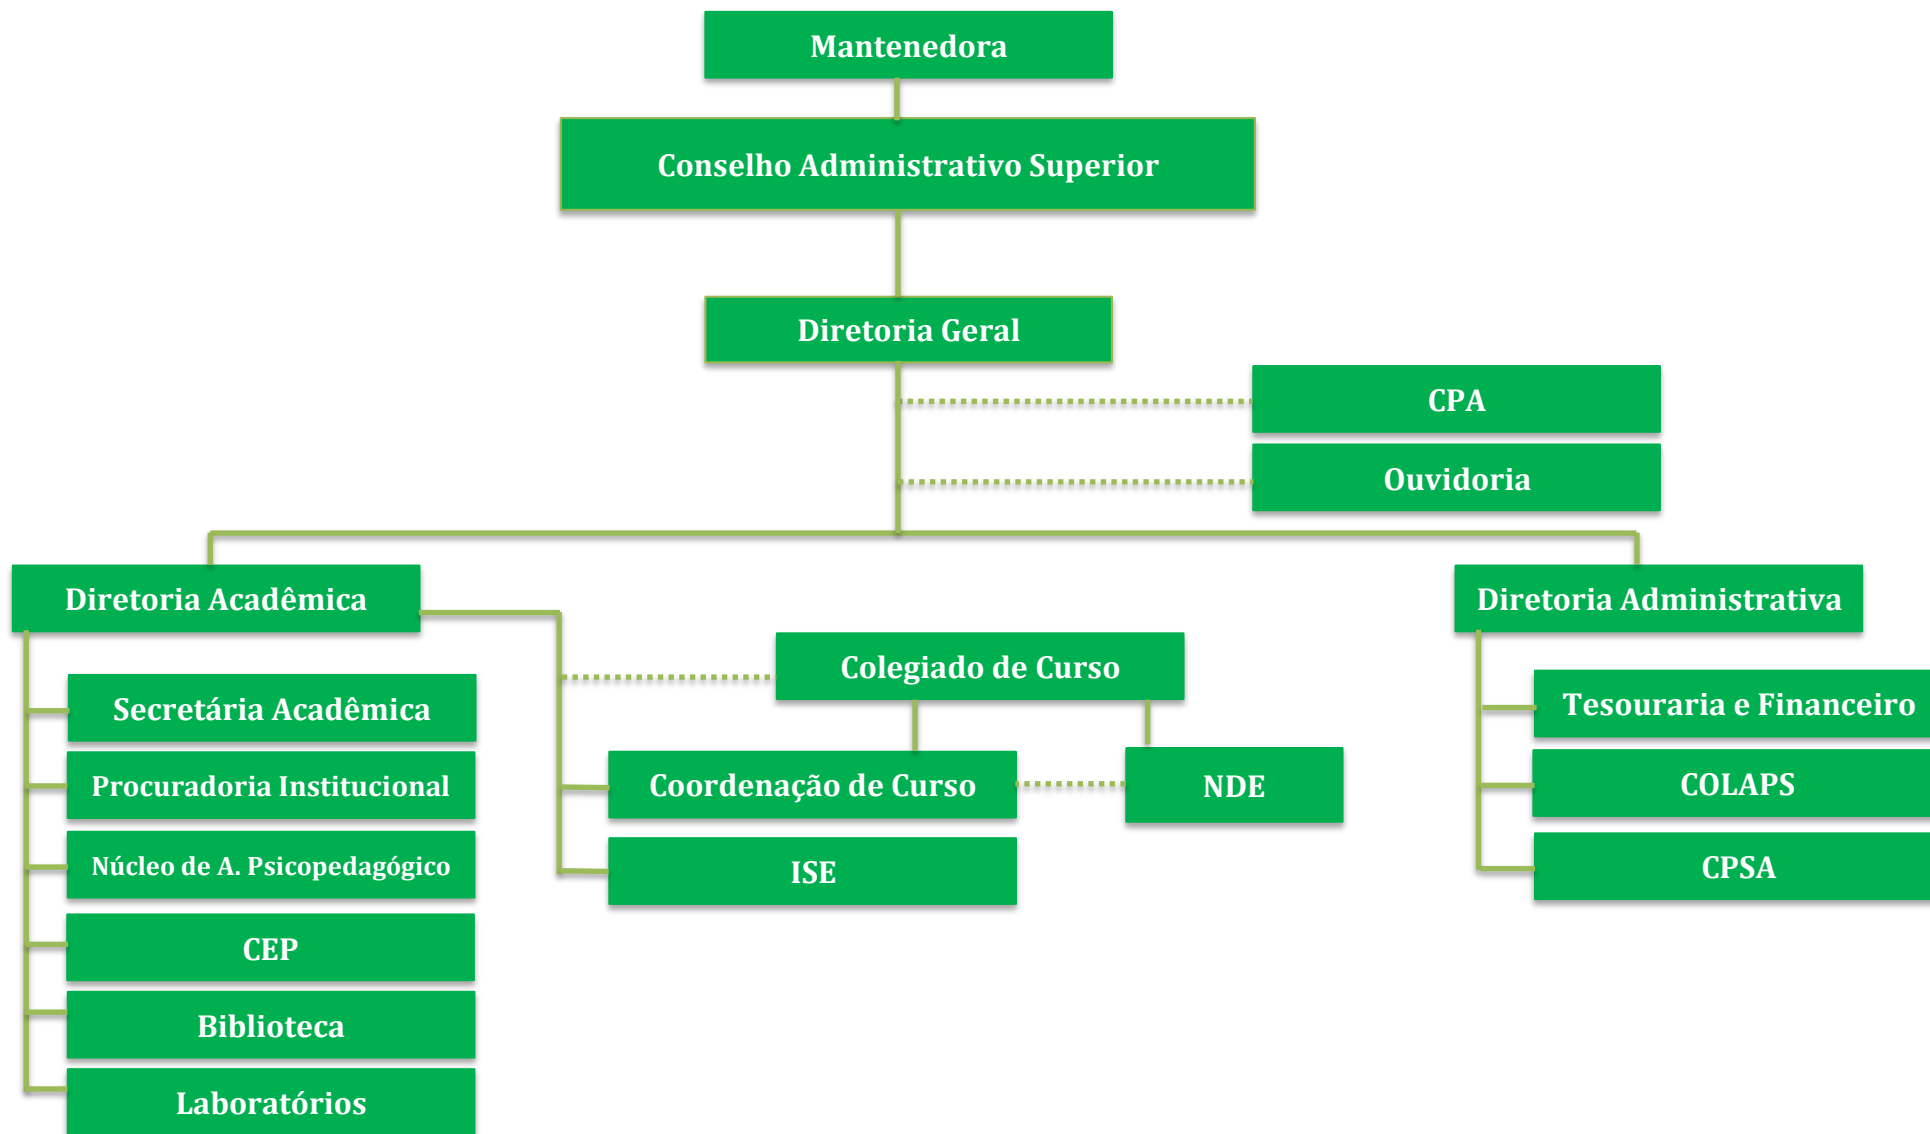 Mantenedora
Conselho Administrativo Superior
Diretoria Geral
CPA
Ouvidoria
Diretoria Acadêmica
Diretoria Administrativa
Colegiado de Curso
Secretária Acadêmica
Tesouraria e Financeiro
Procuradoria Institucional
Coordenação de Curso
NDE
COLAPS
Núcleo de A. Psicopedagógico
ISE
CPSA
CEP
Biblioteca
Laboratórios